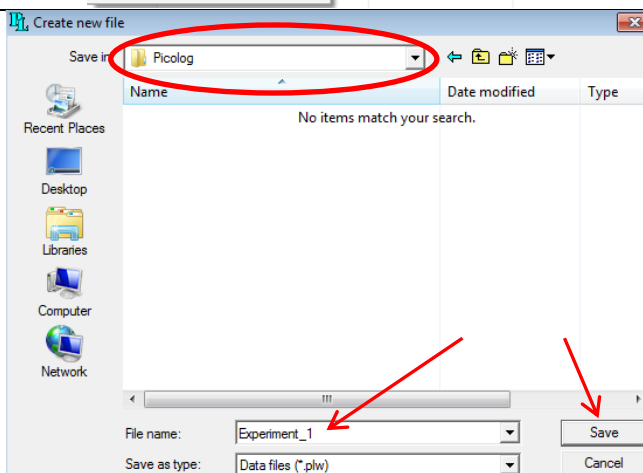 Create new file
Save in
Picolog
Name Date modified Type
No items match your search.
Recent Places
Desktop
Libraries
Computer
Network
File name: Experiment_1 Save
Save as type: Data files (*.plw) Cancel